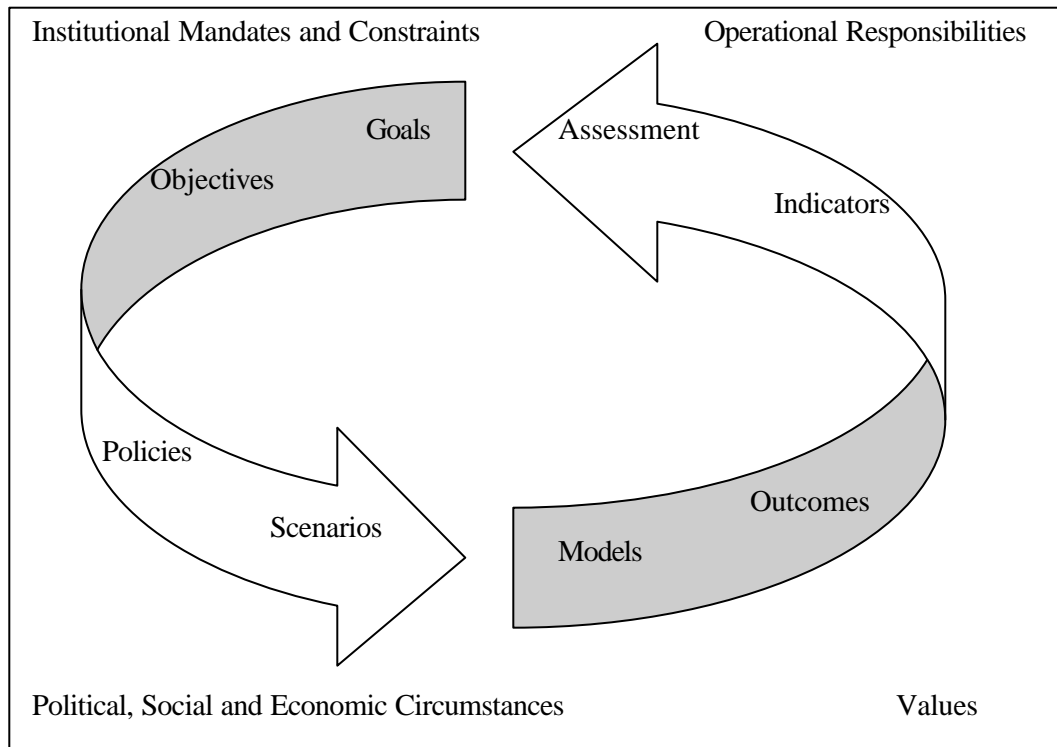 Institutional Mandates and Constraints
Operational Responsibilities
Goals
Assessment
Objectives
Indicators
Policies
Outcomes
Scenarios
Models
Political, Social and Economic Circumstances
Values